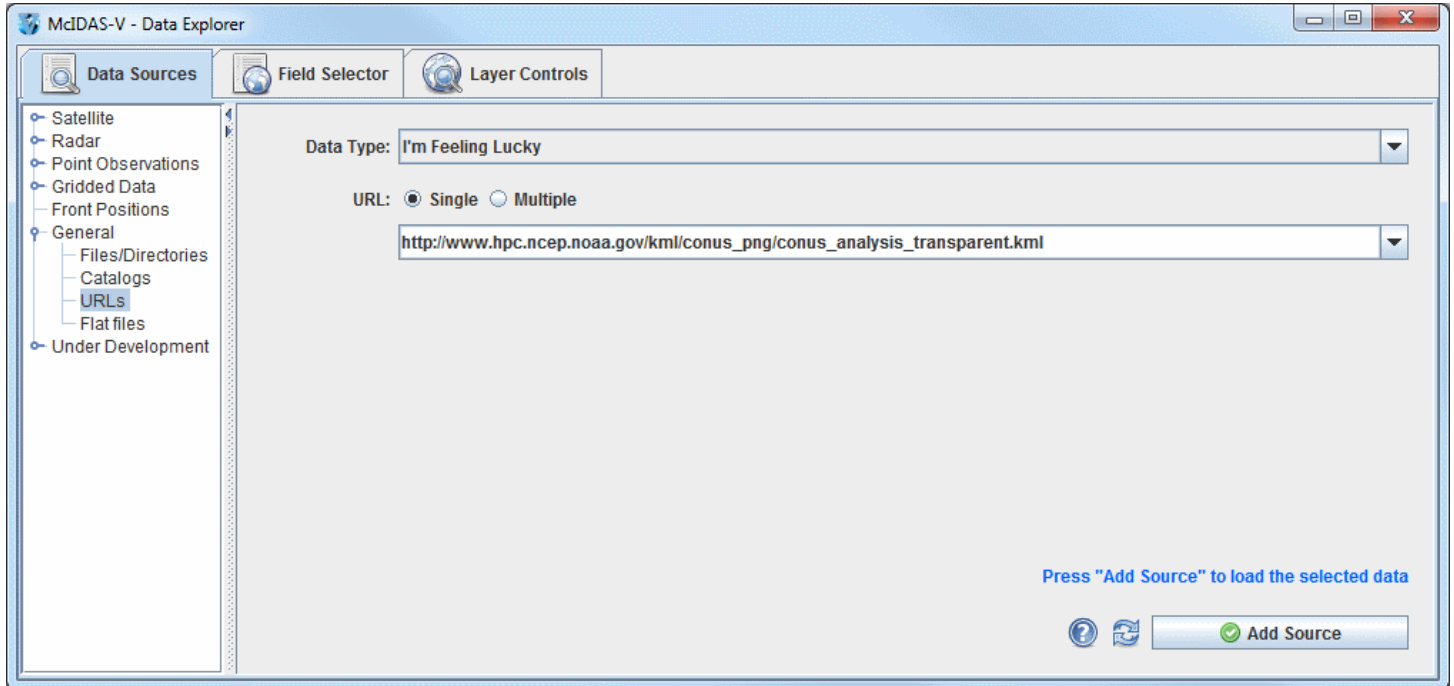 McIDAS-V - Data Explorer
Data Sources
Field Selector
Layer Controls
Satellite
Radar
Point Observations
Gridded Data
Front Positions
General
Files/Directories
Catalogs
URLs
Flat files
Under Development
Data Type: I'm Feeling Lucky
URL: Single Multiple
http://www.hpc.ncep.noaa.gov/kml/conus_png/conus_analysis_transparent.kml
Press "Add Source" to load the selected data
Add Source